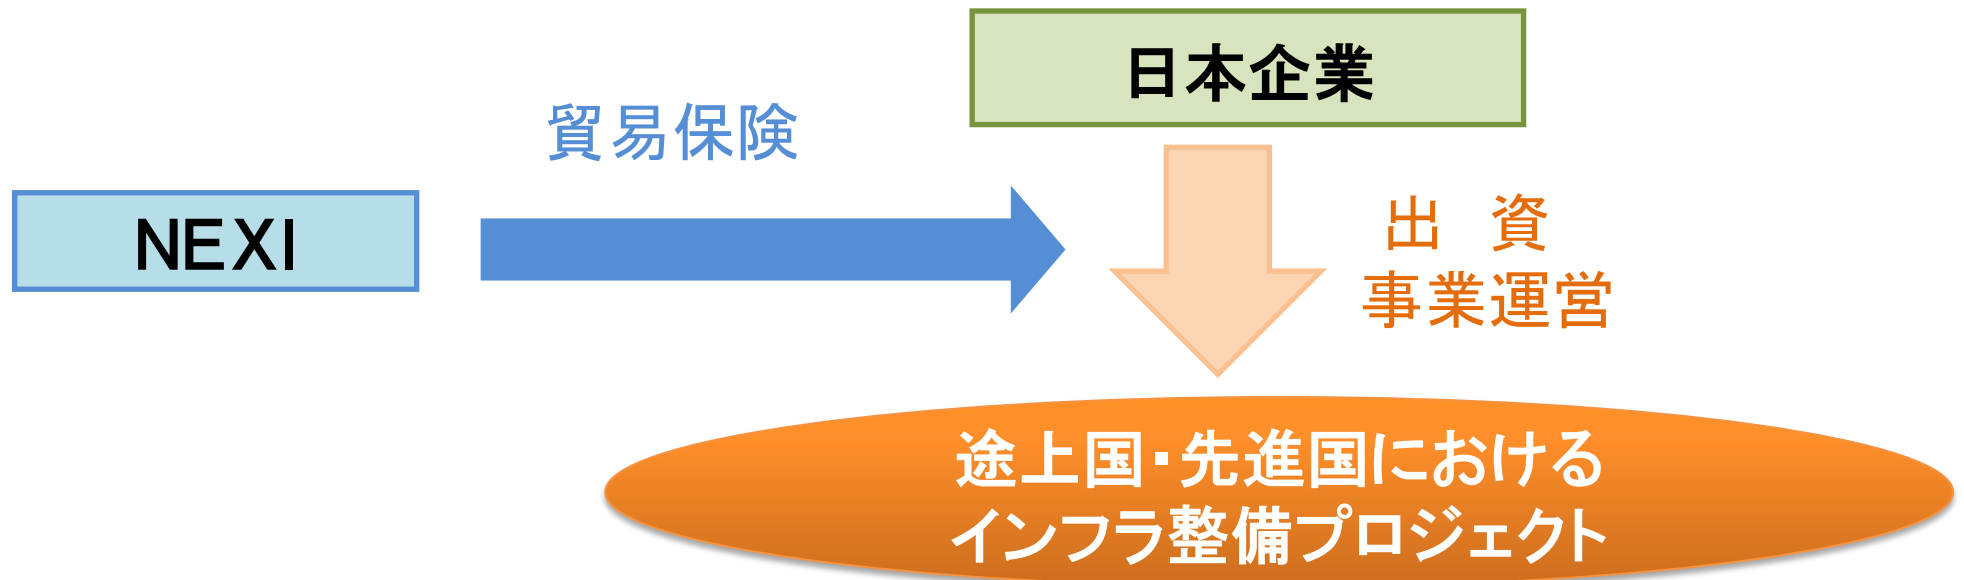 日本企業
貿易保険
NEXI
出　資
事業運営
途上国・先進国における
インフラ整備プロジェクト